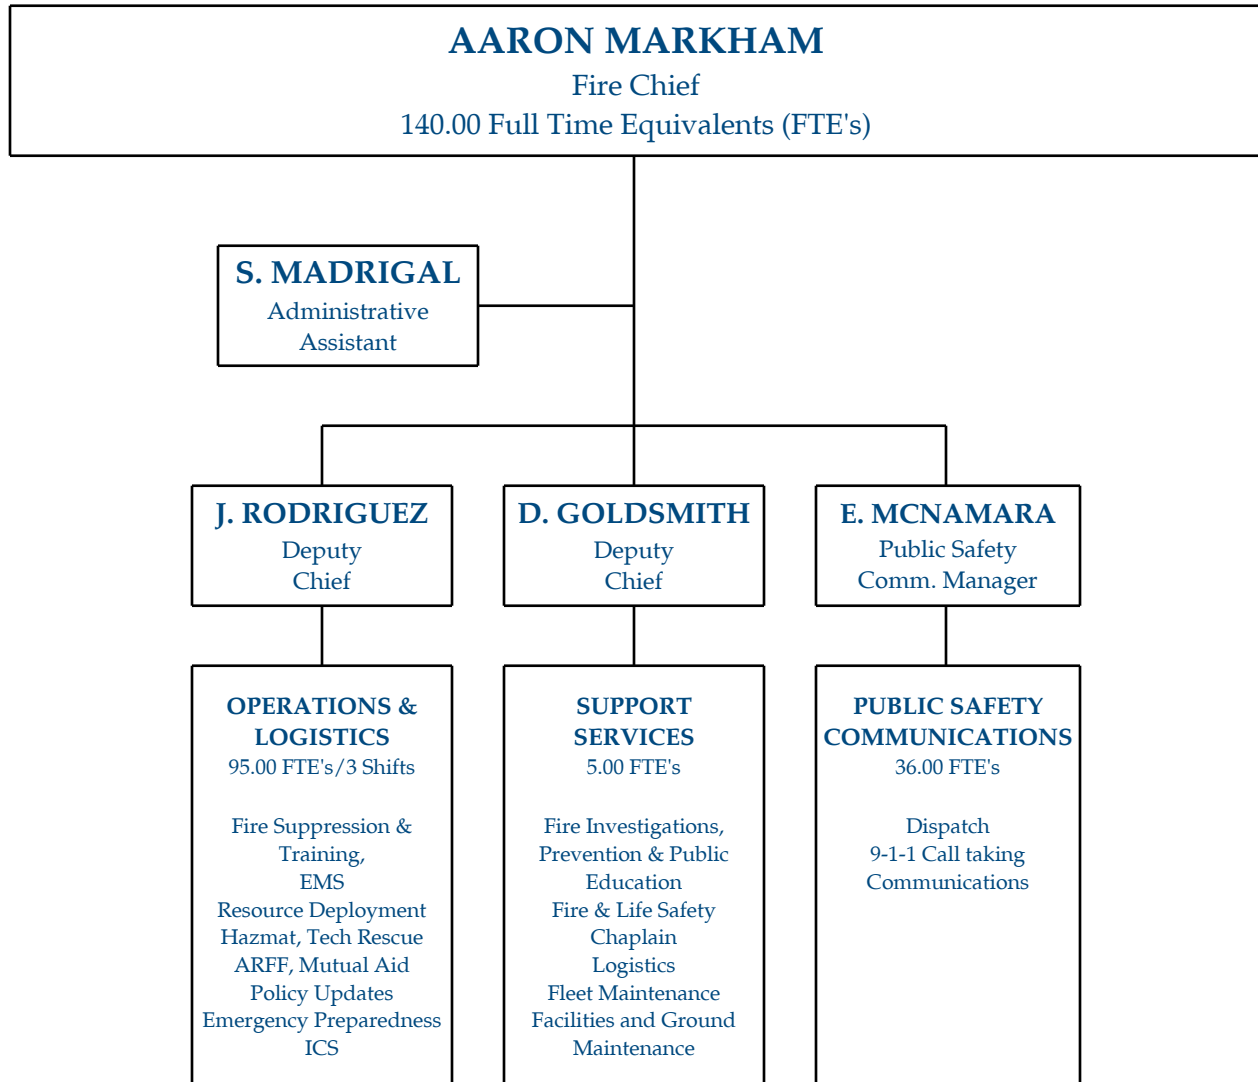 AARON MARKHAM
Fire Chief
140.00 Full Time Equivalents (FTE's)
S. MADRIGAL
Administrative
Assistant
J. RODRIGUEZ
Deputy
Chief
D. GOLDSMITH
Deputy
Chief
E. MCNAMARA
Public Safety
Comm. Manager
OPERATIONS &
LOGISTICS
95.00 FTE's/3 Shifts
Fire Suppression &
Training,
EMS
Resource Deployment
Hazmat, Tech Rescue
ARFF, Mutual Aid
Policy Updates
Emergency Preparedness
ICS
SUPPORT
SERVICES
5.00 FTE's
Fire Investigations,
Prevention & Public
Education
Fire & Life Safety
Chaplain
Logistics
Fleet Maintenance
Facilities and Ground
Maintenance
PUBLIC SAFETY
COMMUNICATIONS
36.00 FTE's
Dispatch
9-1-1 Call taking
Communications